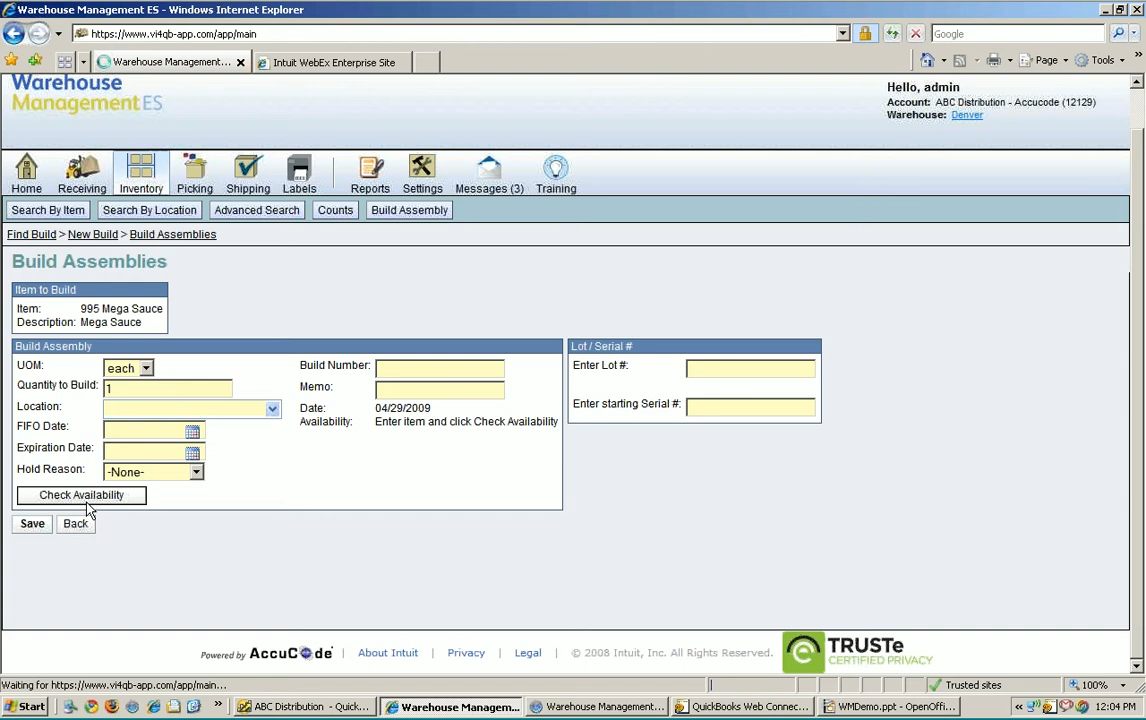 Warehouse Management ES - Windows Internet Explorer
https://www.vi4qb-app.com/app/main
Google
Warehouse Management...
Intuit WebEx Enterprise Site
Page
Tools
Warehouse
Management ES
Hello, admin
Account: ABC Distribution - Accucode (12129)
Warehouse: Denver
Home
Receiving
Inventory
Picking
Shipping
Labels
Reports
Settings
Messages (3)
Training
Search By Item
Search By Location
Advanced Search
Counts
Build Assembly
Find Build > New Build > Build Assemblies
Build Assemblies
Item to Build
Item: 995 Mega Sauce
Description: Mega Sauce
Build Assembly
UOM: each
Quantity to Build: 1
Location:
FIFO Date:
Expiration Date:
Hold Reason: -None-
Build Number:
Memo:
Date: 04/29/2009
Availability: Enter item and click Check Availability
Check Availability
Lot / Serial #
Enter Lot #:
Enter starting Serial #:
Save
Back
Powered by AccuCode | About Intuit | Privacy | Legal | © 2008 Intuit, Inc. All Rights Reserved.
TRUSTe
CERTIFIED PRIVACY
Waiting for https://www.vi4qb-app.com/app/main...
Trusted sites
100%
Start
ABC Distribution - Quick...
Warehouse Managem...
Warehouse Management...
QuickBooks Web Connec...
WMDemo.ppt - OpenOffi...
12:04 PM